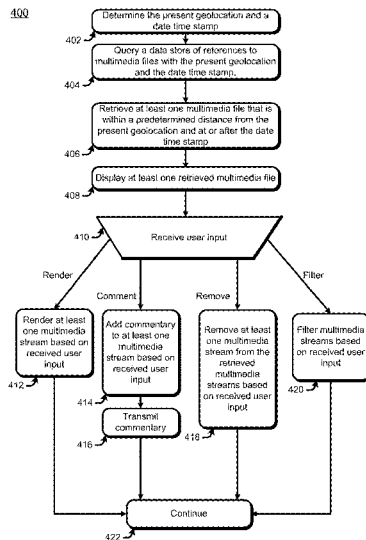 400
Determine the present geolocation and a
date time stamp
402
Query a data store of references to
multimedia files with the present geolocation
and the date time stamp.
404
Retrieve at least one multimedia file that is
within a predetermined distance from the
present geolocation and at or after the date
time stamp
406
Display at least one retrieved multimedia file
408
410
Receive user input
Render
Comment
Remove
Filter
Render at least
one multimedia
stream based on
received user
input
412
Add commentary
to at least one
multimedia
stream based on
received user
input
414
Transmit
commentary
416
Remove at least
one multimedia
stream from the
retrieved
multimedia
streams based
on received user
input
418
Filter multimedia
streams based on
received user
input
420
Continue
422